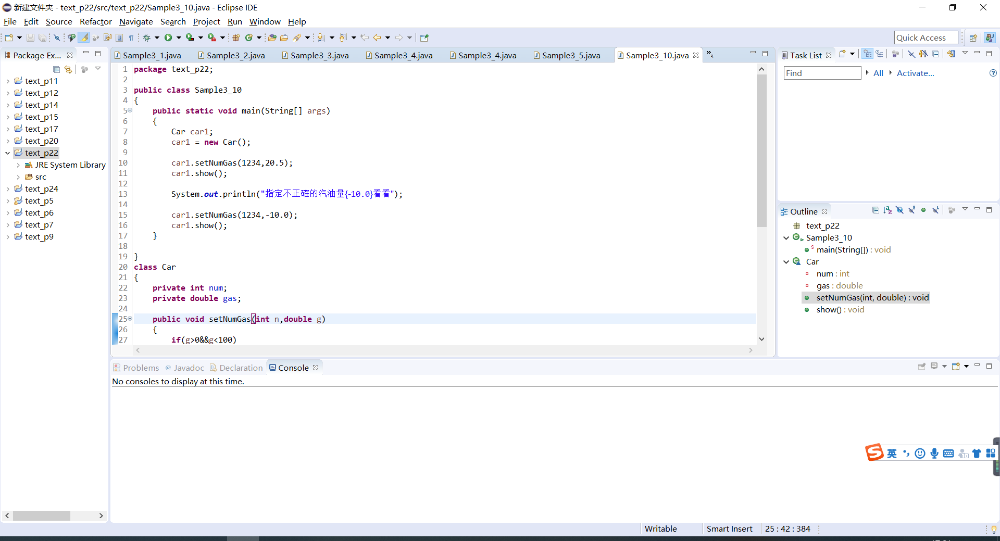 新建文件夹 - text_p22/src/text_p22/Sample3_10.java - Eclipse IDE
File Edit Source Refactor Navigate Search Project Run Window Help
Quick Access
Package Ex...
text_p11
text_p12
text_p14
text_p15
text_p17
text_p20
text_p22
JRE System Library
src
text_p24
text_p5
text_p6
text_p7
text_p9
Sample3_1.java Sample3_2.java Sample3_3.java Sample3_4.java Sample3_4.java Sample3_5.java Sample3_10.java »3
1 package text_p22;
2
3 public class Sample3_10
4 {
5 public static void main(String[] args)
6 {
7 Car car1;
8 car1 = new Car();
9
10 car1.setNumGas(1234,20.5);
11 car1.show();
12
13 System.out.println("指定不正確的汽油量{-10.0}看看");
14
15 car1.setNumGas(1234,-10.0);
16 car1.show();
17 }
18
19 }
20 class Car
21 {
22 private int num;
23 private double gas;
24
25 public void setNumGas(int n,double g)
26 {
27 if(g>0&&g<100)
Task List
Find All Activate...
Outline
text_p22
Sample3_10
main(String[]) : void
Car
num : int
gas : double
setNumGas(int, double) : void
show() : void
Problems @ Javadoc Declaration Console
No consoles to display at this time.
英
Writable Smart Insert 25 : 42 : 384